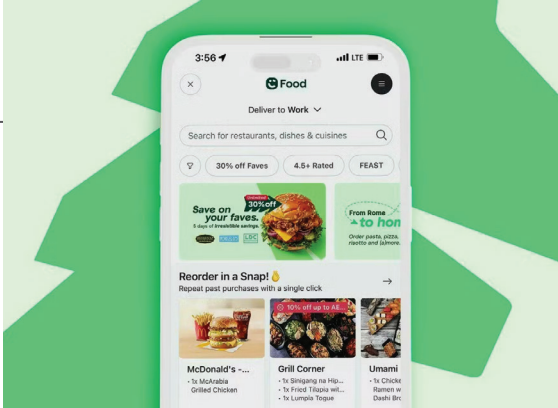 3:56
LTE
Food
Deliver to Work
Search for restaurants, dishes & cuisines
30% off Faves
4.5+ Rated
FEAST
Unlimited
30% off
Save on
your faves.
5 days of irresistible savings.
From Rome
to hom
Order pasta, pizza,
risotto and (a)more.
Reorder in a Snap!
Repeat past purchases with a single click
10% off up to AE...
McDonald's -...
• 1x McArabia
Grilled Chicken
Grill Corner
• 1x Sinigang na Hip...
• 1x Fried Tilapia wil...
• 1x Lumpia Togue
Umami
• 1x Chicke
Ramen w
Dashi Bro